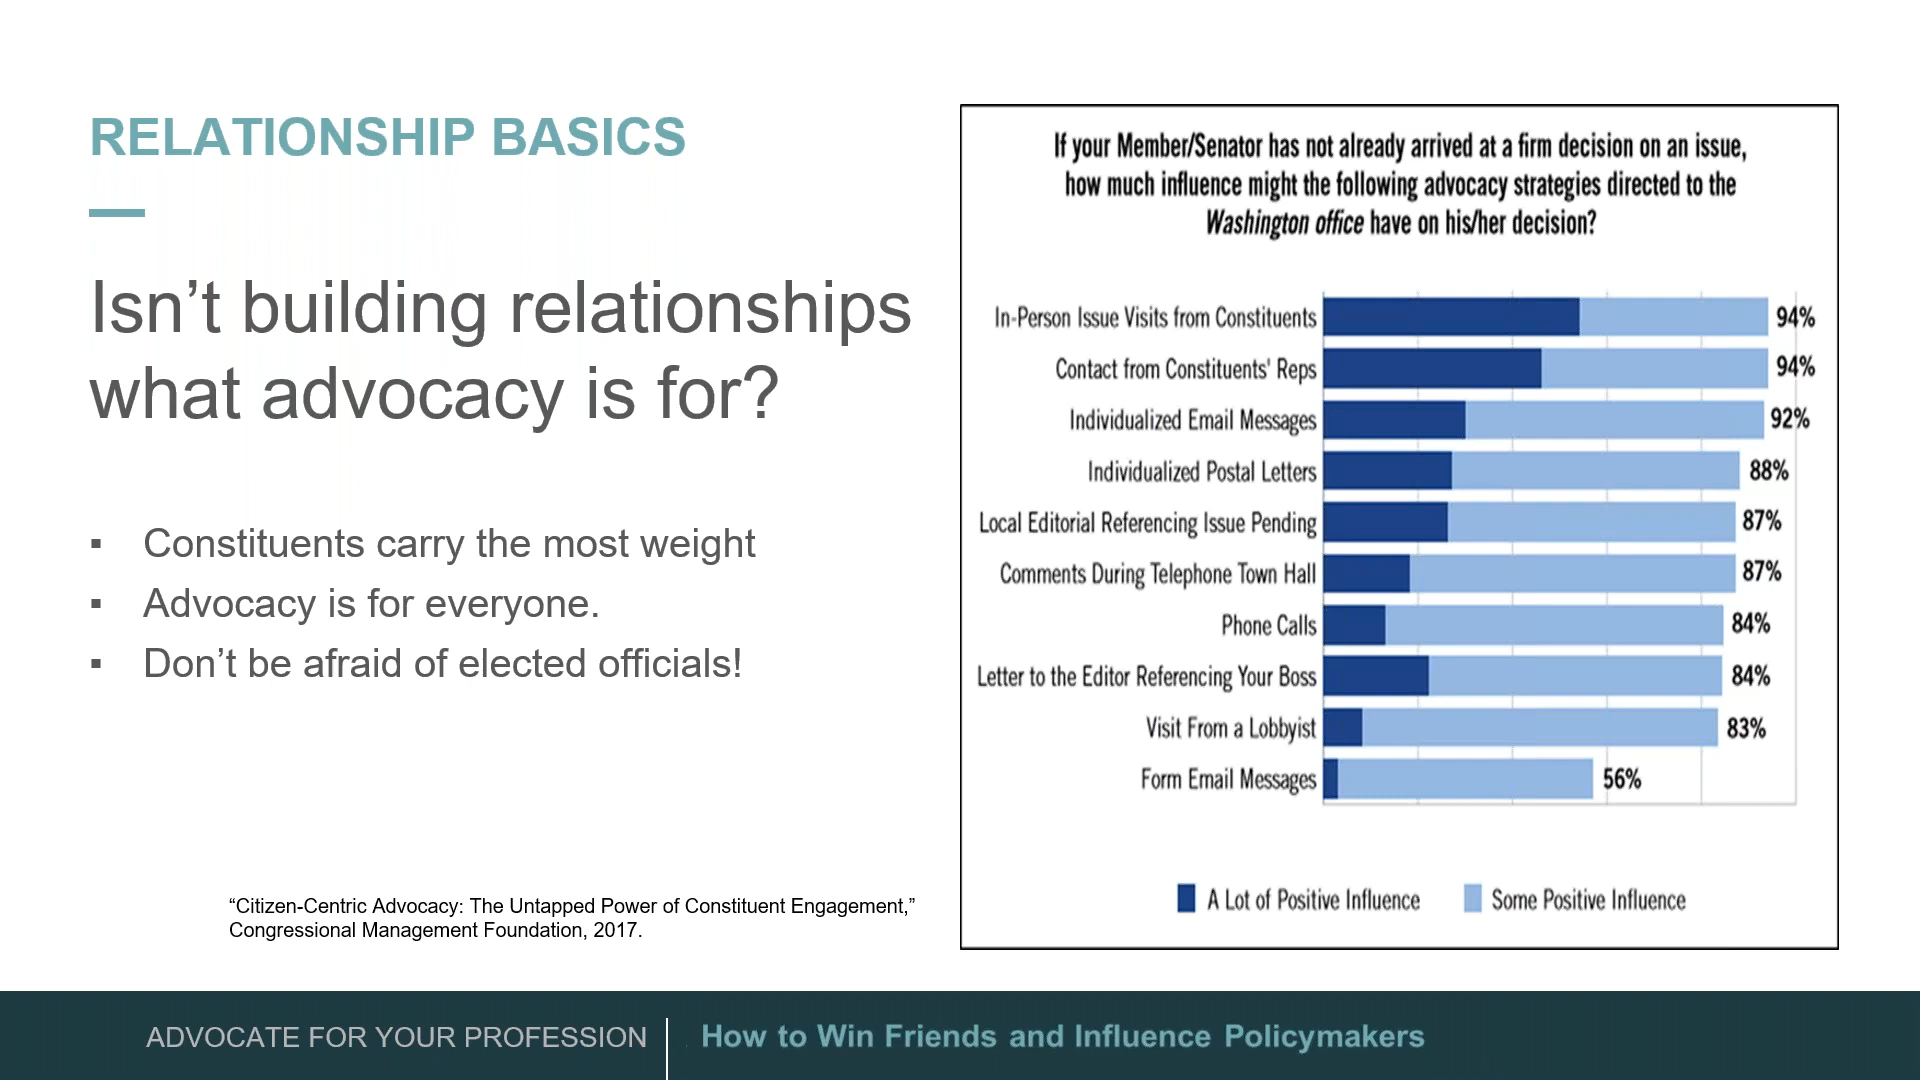 RELATIONSHIP BASICS
Isn’t building relationships
what advocacy is for?
▪ Constituents carry the most weight
▪ Advocacy is for everyone.
▪ Don’t be afraid of elected officials!
“Citizen-Centric Advocacy: The Untapped Power of Constituent Engagement,”
Congressional Management Foundation, 2017.
If your Member/Senator has not already arrived at a firm decision on an issue,
how much influence might the following advocacy strategies directed to the
Washington office have on his/her decision?
In-Person Issue Visits from Constituents 94%
Contact from Constituents' Reps 94%
Individualized Email Messages 92%
Individualized Postal Letters 88%
Local Editorial Referencing Issue Pending 87%
Comments During Telephone Town Hall 87%
Phone Calls 84%
Letter to the Editor Referencing Your Boss 84%
Visit From a Lobbyist 83%
Form Email Messages 56%
A Lot of Positive Influence Some Positive Influence
ADVOCATE FOR YOUR PROFESSION How to Win Friends and Influence Policymakers